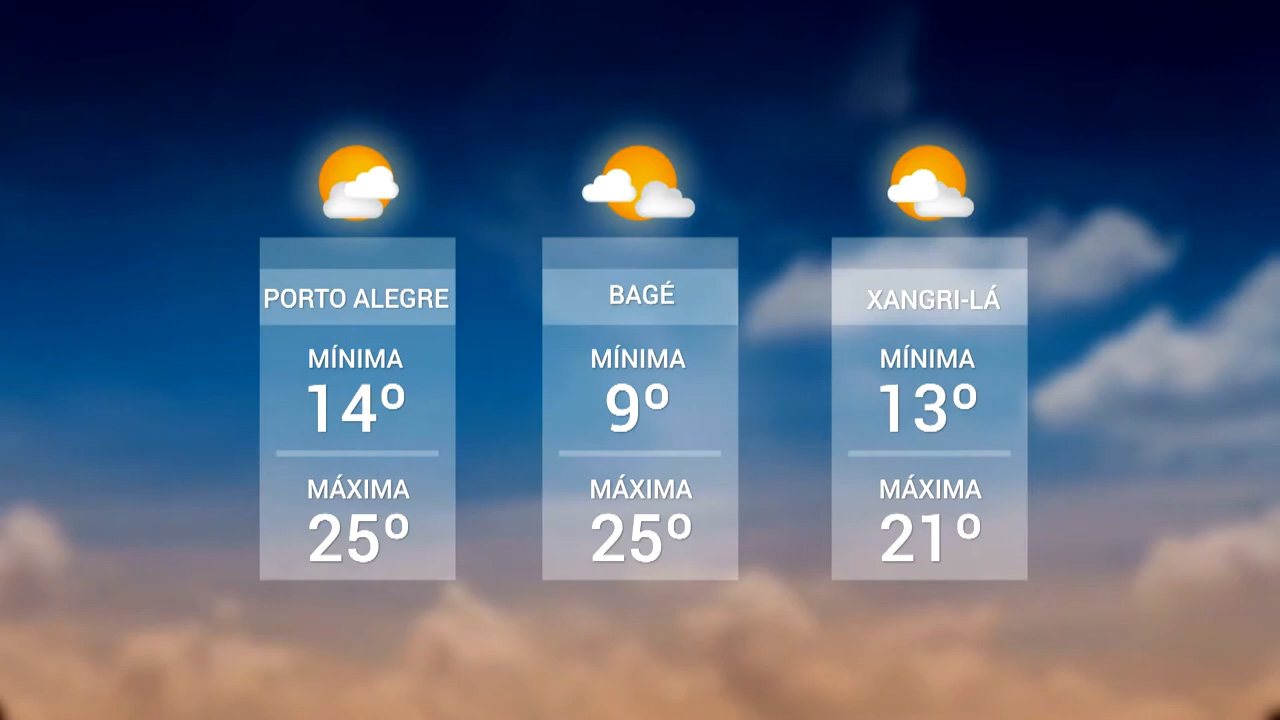 PORTO ALEGRE
MÍNIMA
14º
MÁXIMA
25º
BAGÉ
MÍNIMA
9º
MÁXIMA
25º
XANGRI-LÁ
MÍNIMA
13º
MÁXIMA
21º